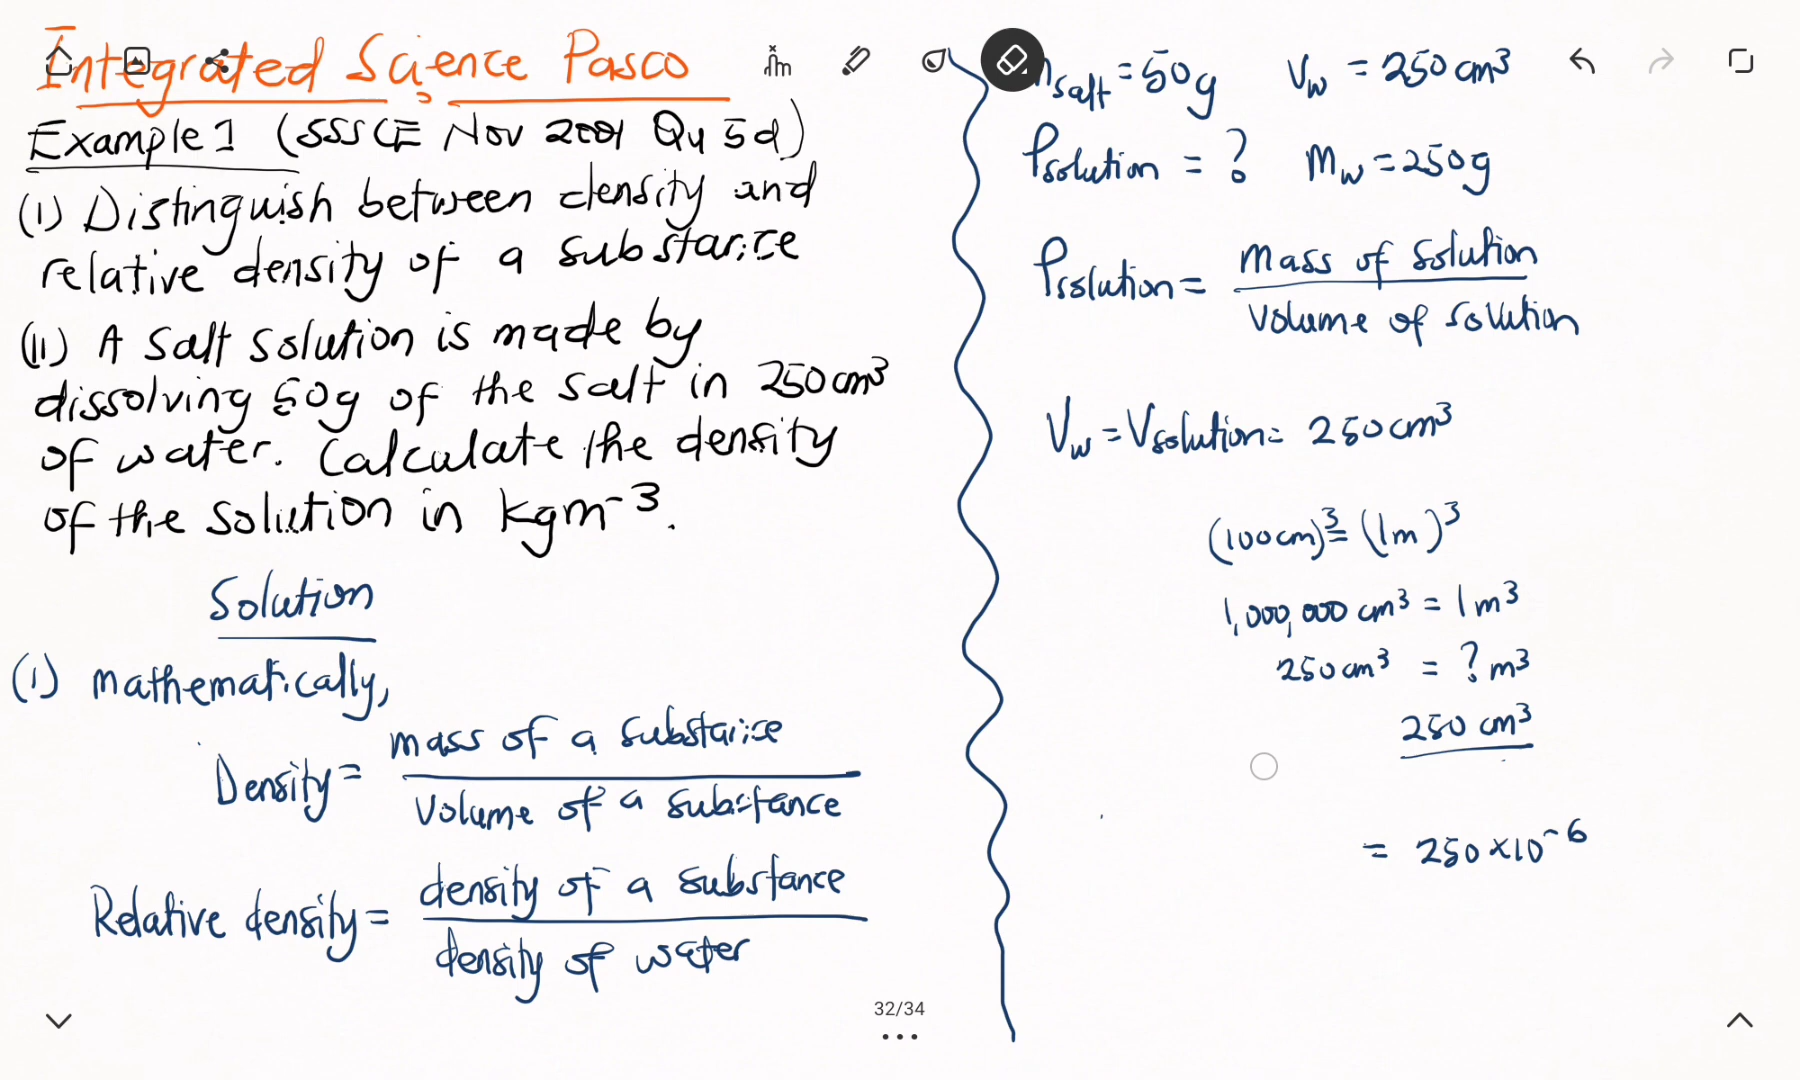 Integrated Science Pasco
Example 1 (SSSCE Nov 2001 Qu 5d)
(i) Distinguish between density and
relative density of a substance
(ii) A salt solution is made by
dissolving 50g of the salt in 250cm³
of water. Calculate the density
of the solution in kgm⁻³.
Solution
(i) mathematically,
Density = mass of a substance
volume of a substance
Relative density = density of a substance
density of water
salt = 50g Vw = 250cm³
ρsolution = ? Mw = 250g
ρsolution = Mass of solution
Volume of solution
Vw = Vsolution = 250cm³
(100cm)³ = (1m)³
1,000,000 cm³ = 1m³
250cm³ = ? m³
250 cm³
= 250 × 10⁻⁶
32/34